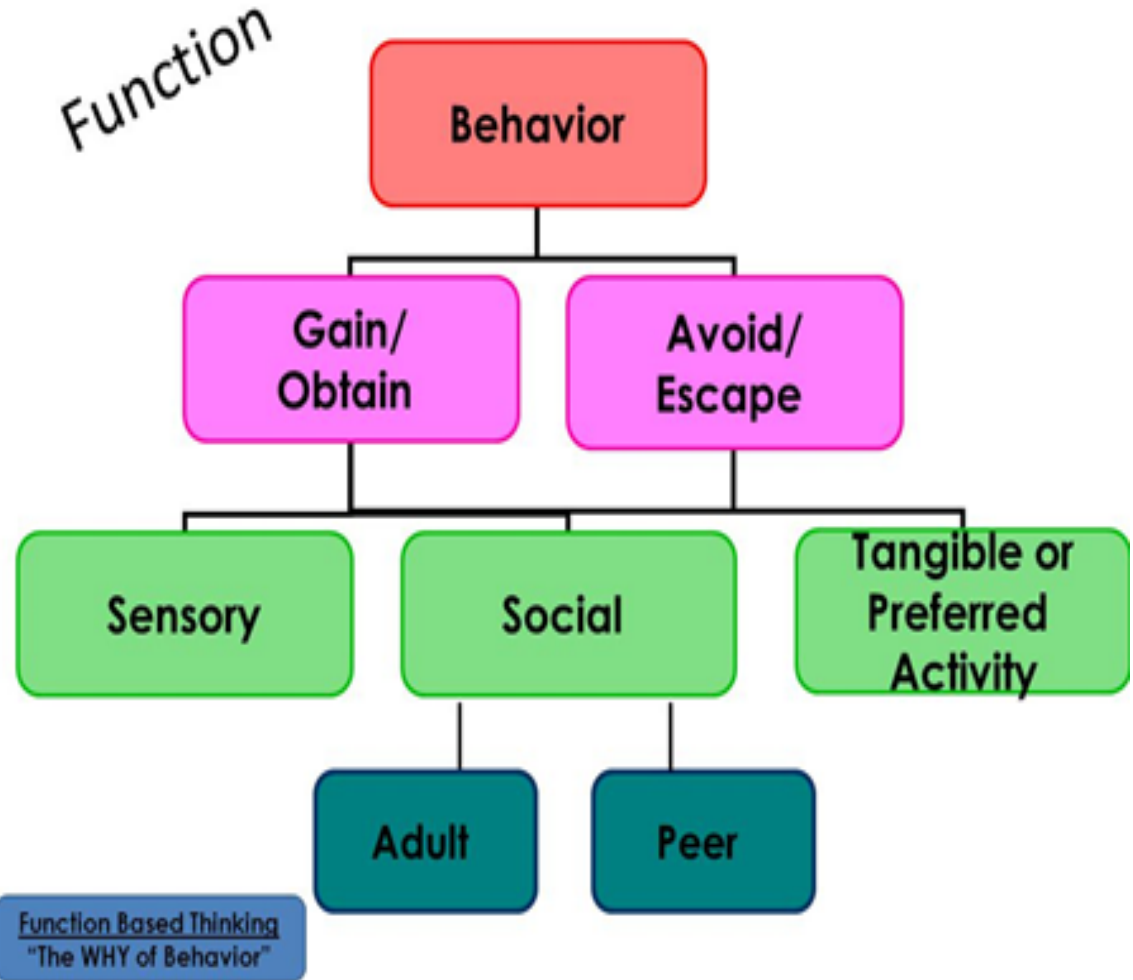 Function
Behavior
Gain/
Obtain
Avoid/
Escape
Sensory
Social
Tangible or
Preferred
Activity
Adult
Peer
Function Based Thinking
"The WHY of Behavior"